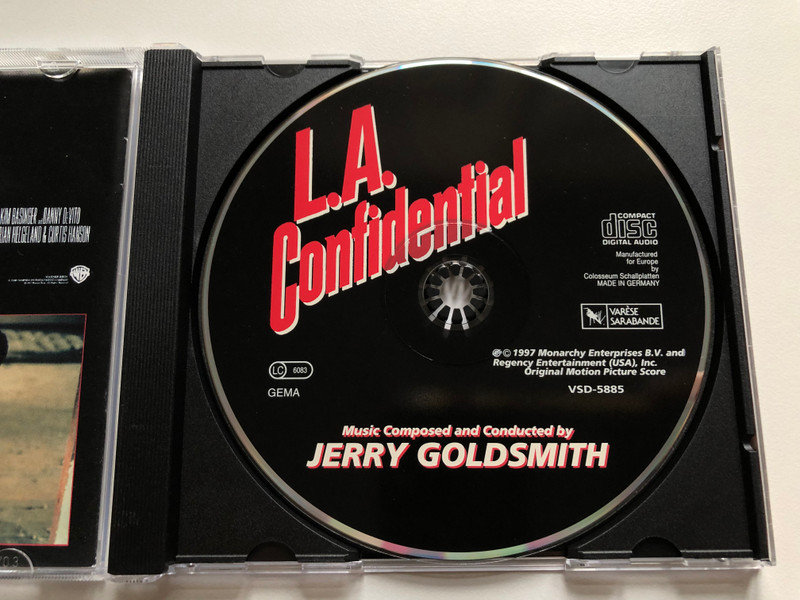 KIM BASINGER AND DANNY DeVITO
BRIAN HELGELAND & CURTIS HANSON
L.A.
Confidential
COMPACT
disc
DIGITAL AUDIO
Manufactured
for Europe
by
Colosseum Schallplatten
MADE IN GERMANY
VARÈSE
SARABANDE
℗© 1997 Monarchy Enterprises B.V. and
Regency Entertainment (USA), Inc.
Original Motion Picture Score
VSD-5885
LC 6083
GEMA
Music Composed and Conducted by
JERRY GOLDSMITH